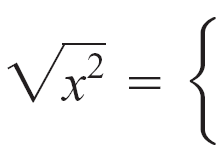 √x² = {